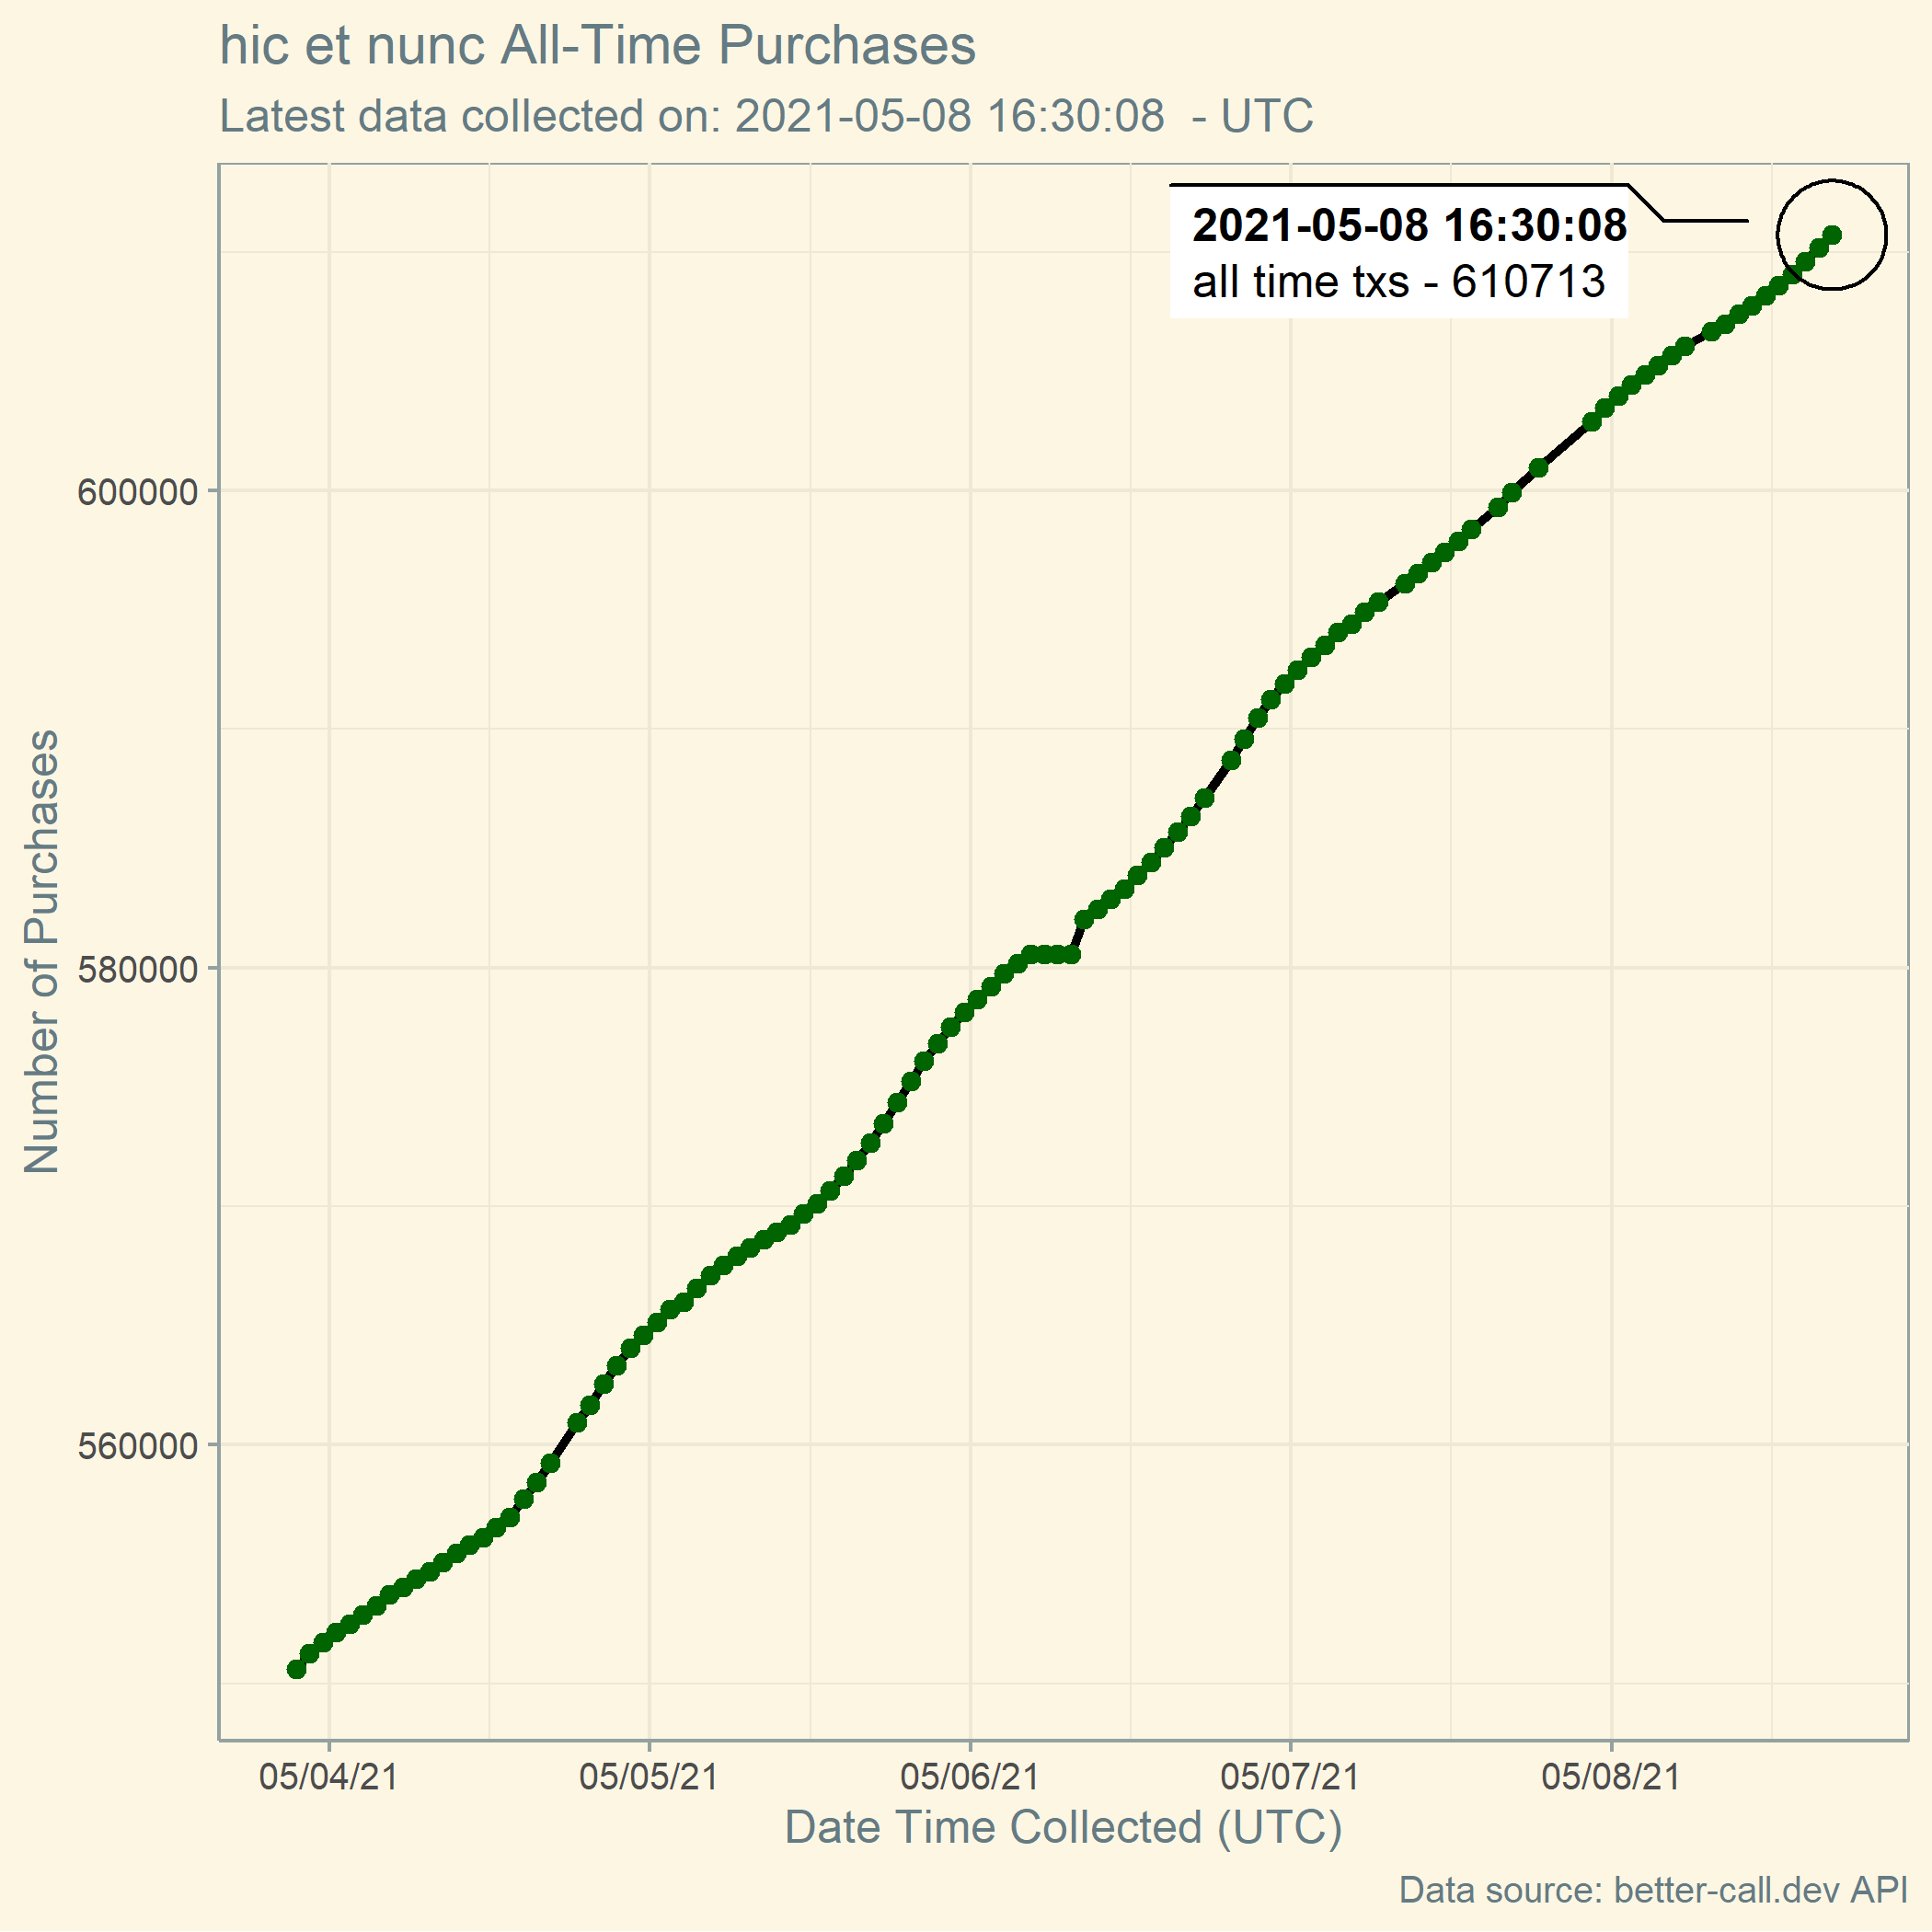 hic et nunc All-Time Purchases
Latest data collected on: 2021-05-08 16:30:08  - UTC
2021-05-08 16:30:08
all time txs - 610713
Number of Purchases
600000
580000
560000
05/04/21
05/05/21
05/06/21
05/07/21
05/08/21
Date Time Collected (UTC)
Data source: better-call.dev API